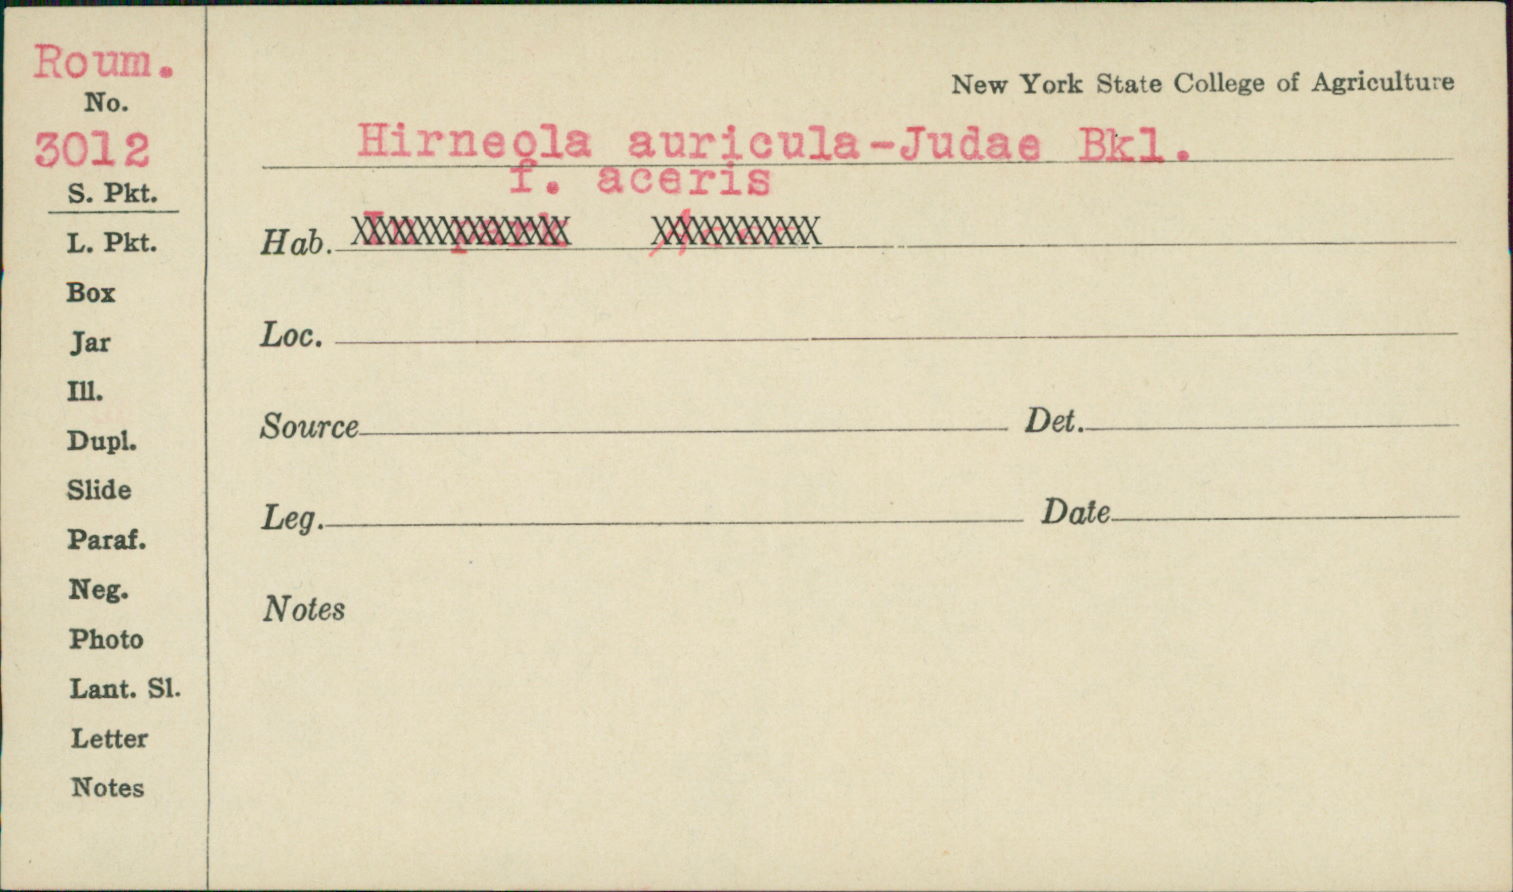 Roum.
No.
3012
S. Pkt.
L. Pkt.
Box
Jar
Ill.
Dupl.
Slide
Paraf.
Neg.
Photo
Lant. Sl.
Letter
Notes
New York State College of Agriculture
Hirneola auricula-Judae Bkl.
f. aceris
Hab.
Loc.
Source Det.
Leg. Date
Notes